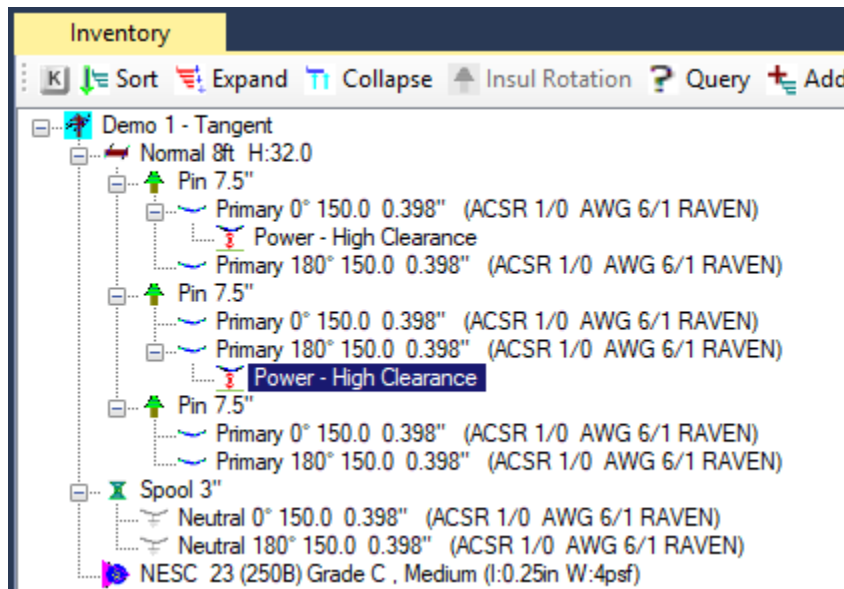 Inventory
K Sort Expand Collapse Insul Rotation ? Query Add
Demo 1 - Tangent
Normal 8ft H:32.0
Pin 7.5"
Primary 0° 150.0 0.398" (ACSR 1/0 AWG 6/1 RAVEN)
Power - High Clearance
Primary 180° 150.0 0.398" (ACSR 1/0 AWG 6/1 RAVEN)
Pin 7.5"
Primary 0° 150.0 0.398" (ACSR 1/0 AWG 6/1 RAVEN)
Primary 180° 150.0 0.398" (ACSR 1/0 AWG 6/1 RAVEN)
Power - High Clearance
Pin 7.5"
Primary 0° 150.0 0.398" (ACSR 1/0 AWG 6/1 RAVEN)
Primary 180° 150.0 0.398" (ACSR 1/0 AWG 6/1 RAVEN)
Spool 3"
Neutral 0° 150.0 0.398" (ACSR 1/0 AWG 6/1 RAVEN)
Neutral 180° 150.0 0.398" (ACSR 1/0 AWG 6/1 RAVEN)
NESC 23 (250B) Grade C , Medium (I:0.25in W:4psf)